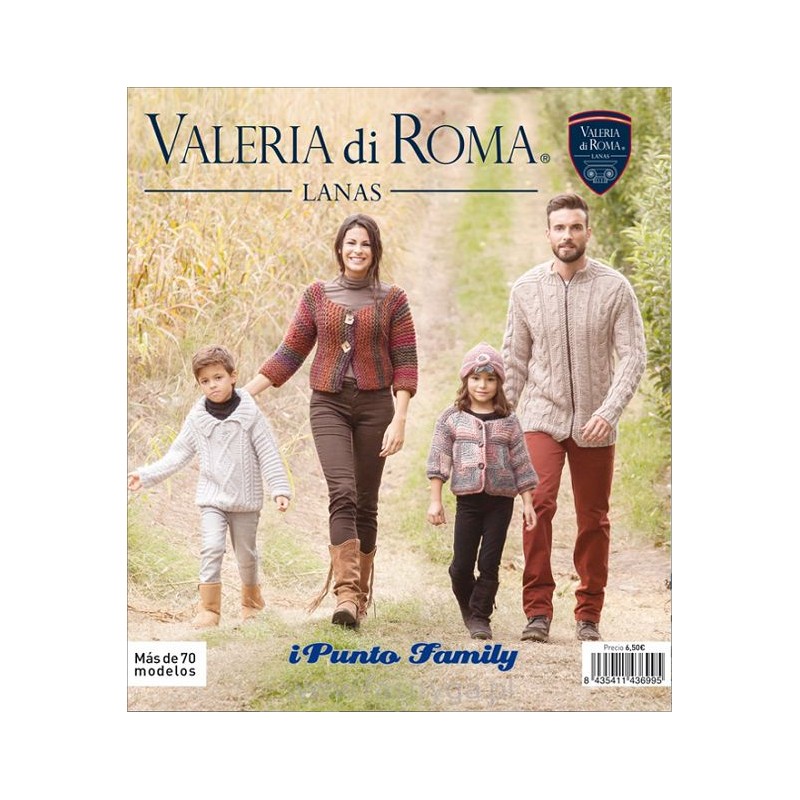 VALERIA di ROMA®
LANAS
VALERIA
di ROMA®
LANAS
Más de 70
modelos
i Punto Family
Precio 6,50€
8 435411 436995